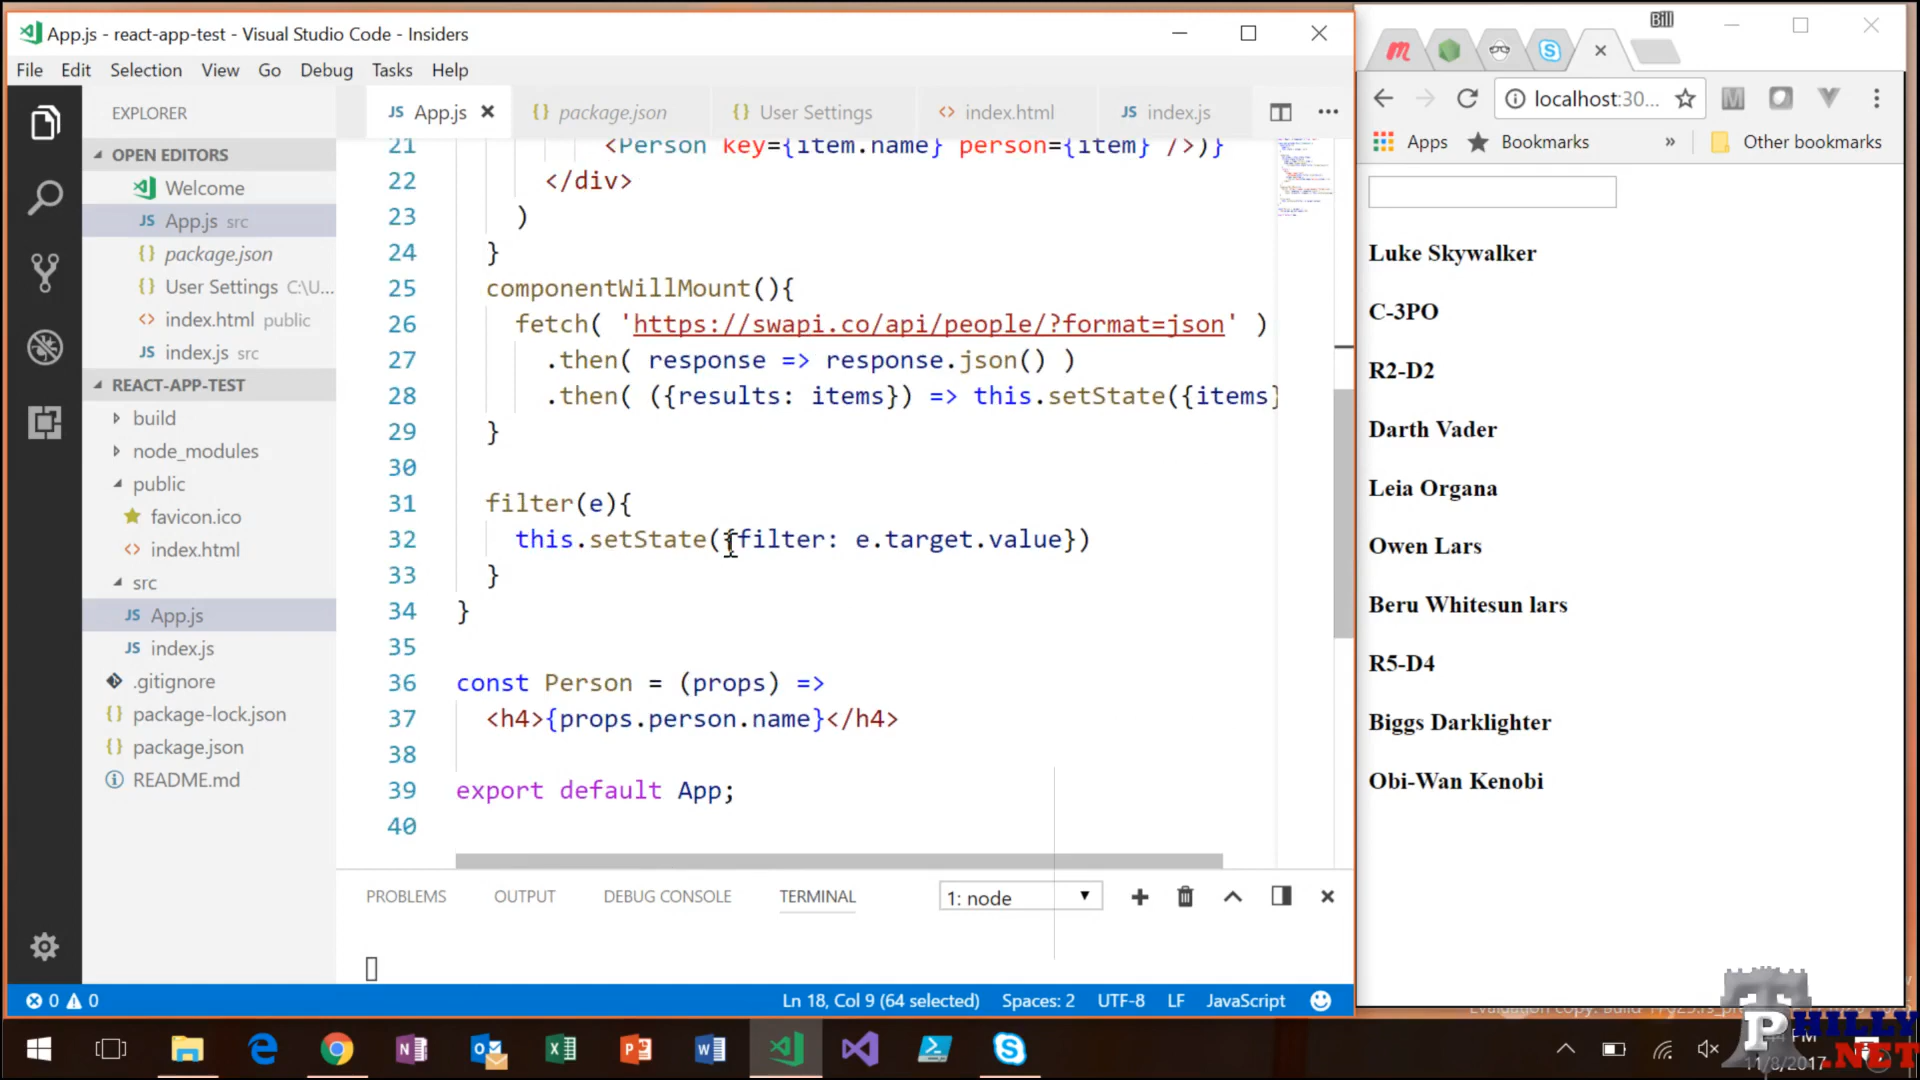 App.js - react-app-test - Visual Studio Code - Insiders
File Edit Selection View Go Debug Tasks Help
EXPLORER
OPEN EDITORS
Welcome
App.js src
package.json
User Settings C:\U...
index.html public
index.js src
REACT-APP-TEST
build
node_modules
public
favicon.ico
index.html
src
App.js
index.js
.gitignore
package-lock.json
package.json
README.md
App.js package.json User Settings index.html index.js
21 <Person key={item.name} person={item} />)}
22 </div>
23 )
24 }
25 componentWillMount(){
26 fetch( 'https://swapi.co/api/people/?format=json' )
27 .then( response => response.json() )
28 .then( ({results: items}) => this.setState({items}
29 }
30
31 filter(e){
32 this.setState({filter: e.target.value})
33 }
34 }
35
36 const Person = (props) =>
37 <h4>{props.person.name}</h4>
38
39 export default App;
40
PROBLEMS OUTPUT DEBUG CONSOLE TERMINAL 1: node
0 0 Ln 18, Col 9 (64 selected) Spaces: 2 UTF-8 LF JavaScript
Bill
localhost:30...
Apps Bookmarks » Other bookmarks
Luke Skywalker
C-3PO
R2-D2
Darth Vader
Leia Organa
Owen Lars
Beru Whitesun lars
R5-D4
Biggs Darklighter
Obi-Wan Kenobi
PM
11/8/2017
PHILLY
.NET